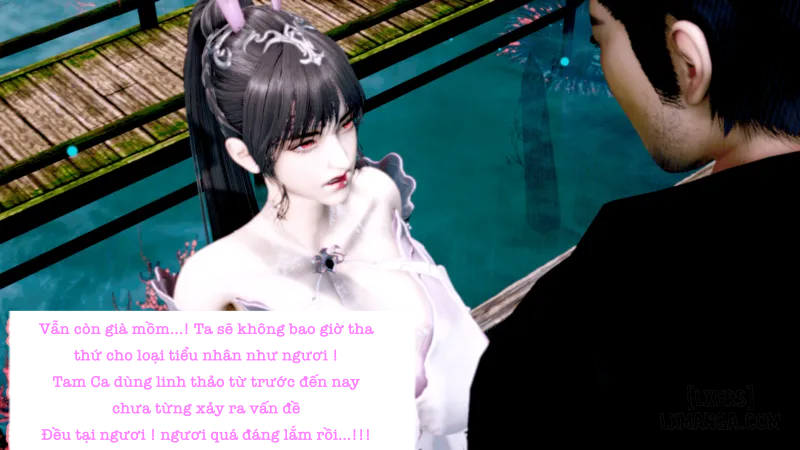 Vẫn còn già mồm...! Ta sẽ không bao giờ tha
thứ cho loại tiểu nhân như ngươi !
Tam Ca dùng linh thảo từ trước đến nay
chưa từng xảy ra vấn đề
Đều tại ngươi ! ngươi quá đáng lắm rồi...!!!
[LXERS]
LXMANGA.COM